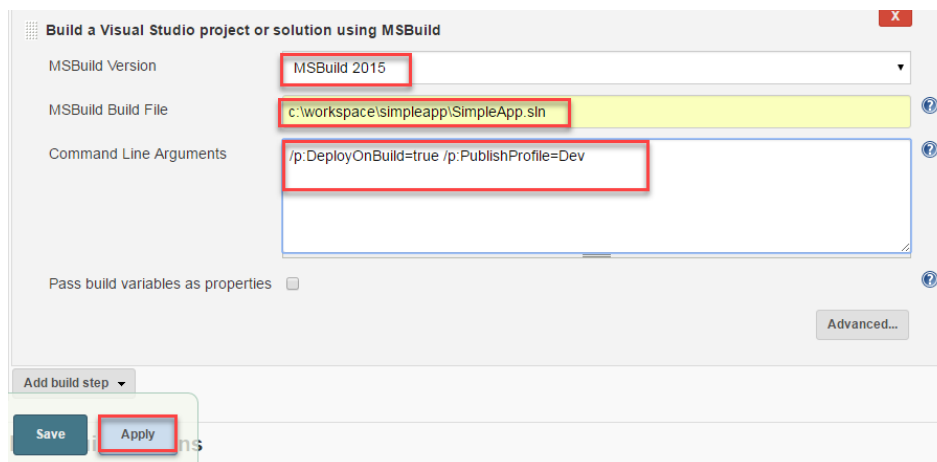 X
Build a Visual Studio project or solution using MSBuild
MSBuild Version
MSBuild 2015
MSBuild Build File
c:\workspace\simpleapp\SimpleApp.sln
Command Line Arguments
/p:DeployOnBuild=true /p:PublishProfile=Dev
Pass build variables as properties
Advanced...
Add build step
Save
Apply